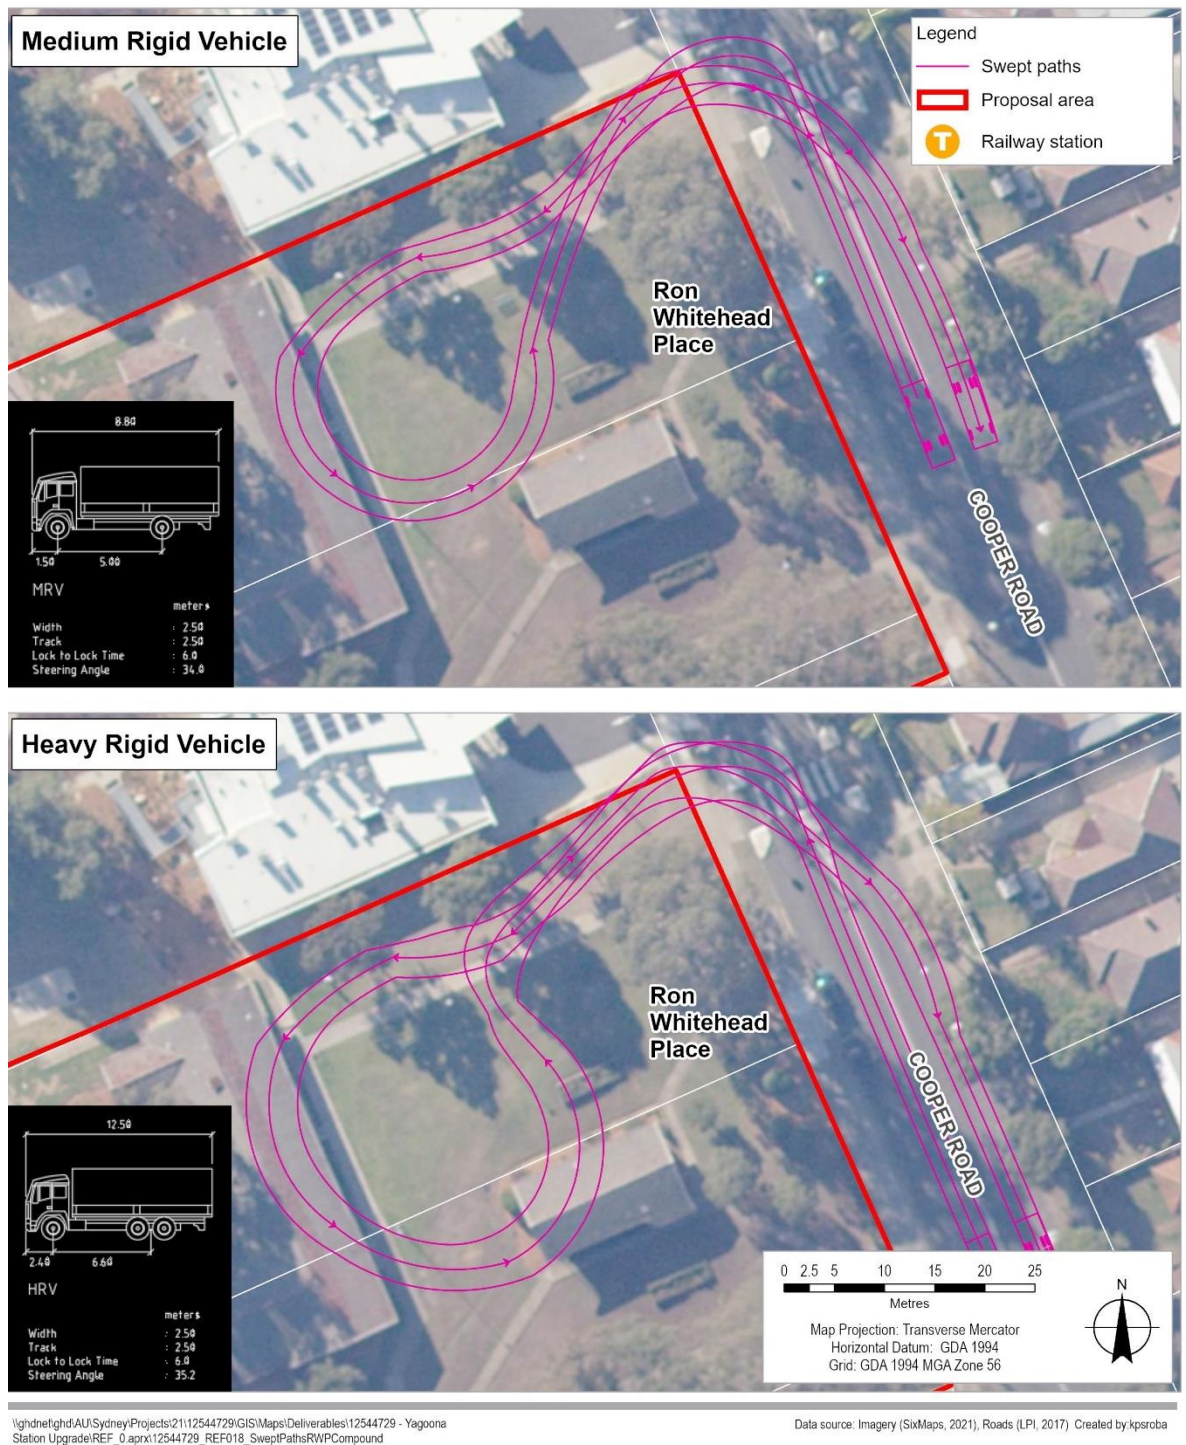 Medium Rigid Vehicle
Legend
Swept paths
Proposal area
T
Railway station
Ron
Whitehead
Place
COOPER ROAD
8.80
1.50
5.00
MRV
meters
Width : 2.50
Track : 2.50
Lock to Lock Time : 6.0
Steering Angle : 34.0
Heavy Rigid Vehicle
Ron
Whitehead
Place
COOPER ROAD
12.50
2.40
6.60
HRV
meters
Width : 2.50
Track : 2.50
Lock to Lock Time : 6.0
Steering Angle : 35.2
0 2.5 5 10 15 20 25
Metres
Map Projection: Transverse Mercator
Horizontal Datum: GDA 1994
Grid: GDA 1994 MGA Zone 56
N
\\ghdnet\ghd\AU\Sydney\Projects\21\12544729\GIS\Maps\Deliverables\12544729 - Yagoona
Station Upgrade\REF_0.aprx\12544729_REF018_SweptPathsRWPCompound
Data source: Imagery (SixMaps, 2021), Roads (LPI, 2017) Created by:kpsroba